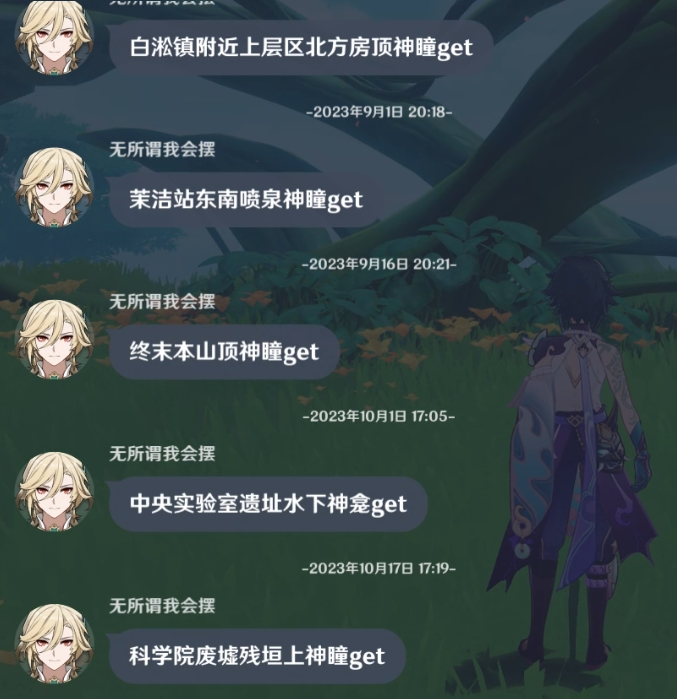 白淞镇附近上层区北方房顶神瞳get
-2023年9月1日 20:18-
无所谓我会摆
茉洁站东南喷泉神瞳get
-2023年9月16日 20:21-
无所谓我会摆
终末本山顶神瞳get
-2023年10月1日 17:05-
无所谓我会摆
中央实验室遗址水下神龛get
-2023年10月17日 17:19-
无所谓我会摆
科学院废墟残垣上神瞳get